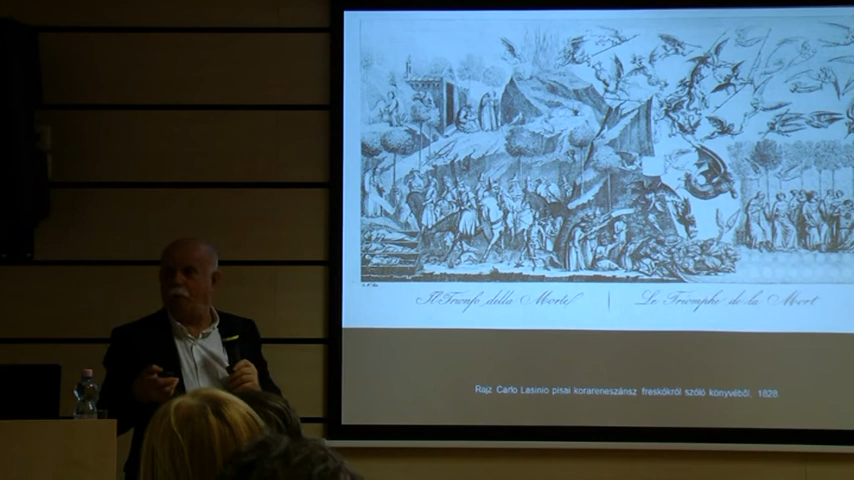 Il Trionfo della Morte
Le Triomphe de la Mort
Rajz Carlo Lasinio pisai korareneszánsz freskókról szóló könyvéből, 1828